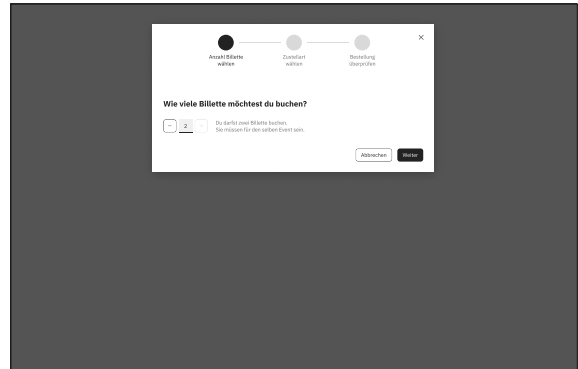 Anzahl Billette
wählen
Zustellart
wählen
Bestellung
überprüfen
Wie viele Billette möchtest du buchen?
2
Du darfst zwei Billette buchen.
Sie müssen für den selben Event sein.
Abbrechen
Weiter